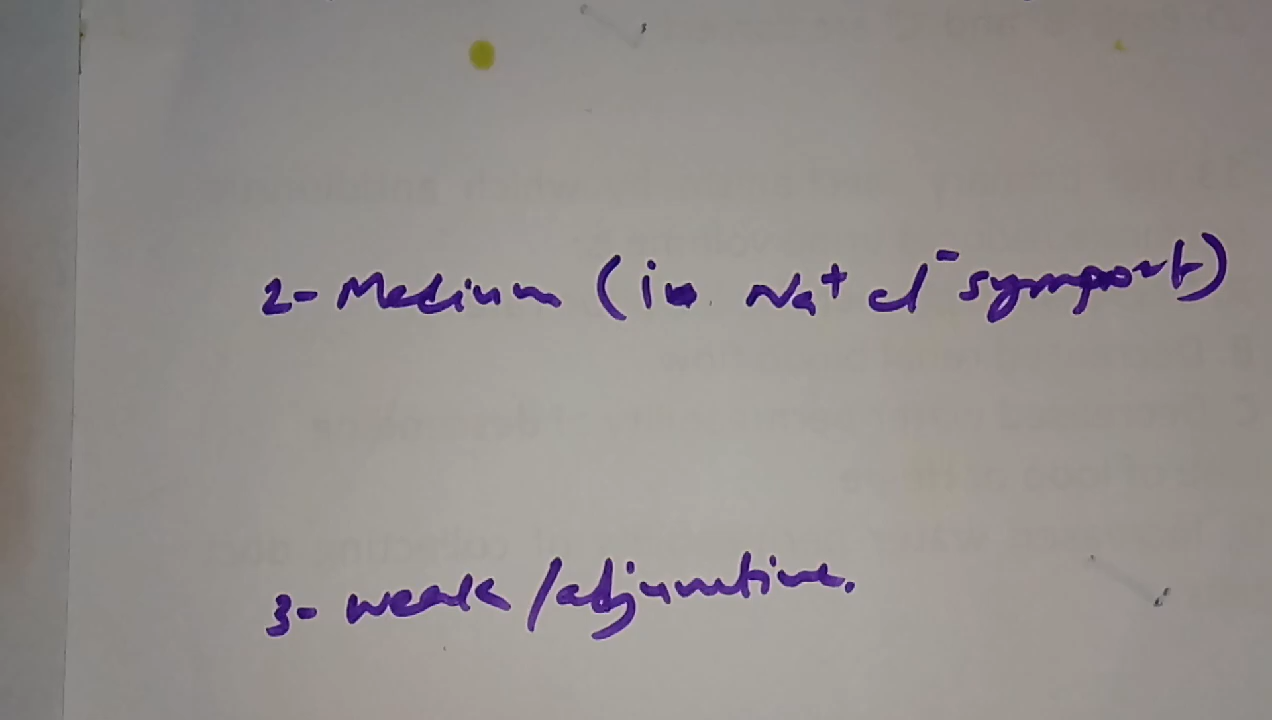 2- Medium (in Na+ cl- symport)
3- weak/adjunctive.